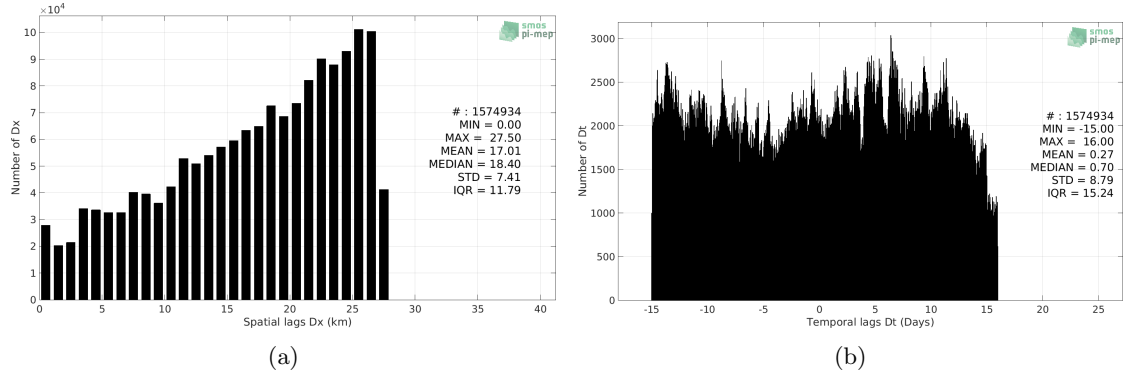 ×10⁴
10
9
8
7
6
5
4
3
2
1
0
Number of Dx
smos
pi-mep
# : 1574934
MIN = 0.00
MAX = 27.50
MEAN = 17.01
MEDIAN = 18.40
STD = 7.41
IQR = 11.79
0 5 10 15 20 25 30 35 40
Spatial lags Dx (km)
(a)
3000
2500
2000
1500
1000
500
0
Number of Dt
smos
pi-mep
# : 1574934
MIN = -15.00
MAX = 16.00
MEAN = 0.27
MEDIAN = 0.70
STD = 8.79
IQR = 15.24
-15 -10 -5 0 5 10 15 20 25
Temporal lags Dt (Days)
(b)